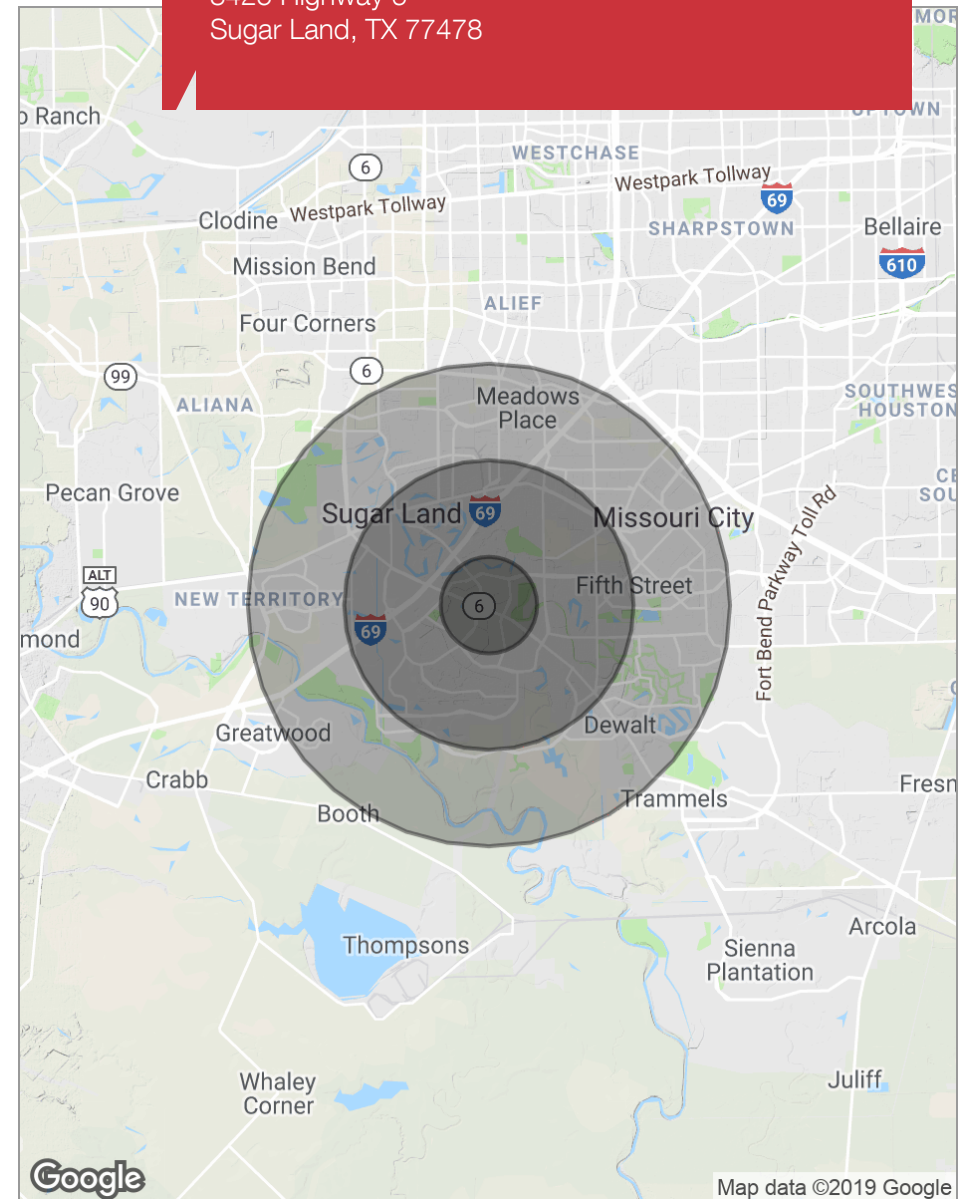 Sugar Land, TX 77478
UPTOWN
Ranch
WESTCHASE
6
Westpark Tollway
69
Clodine
Westpark Tollway
SHARPSTOWN
Bellaire
Mission Bend
610
ALIEF
Four Corners
99
6
ALIANA
Meadows
Place
SOUTHWES
HOUSTON
Pecan Grove
Sugar Land
69
Missouri City
Fort Bend Parkway Toll Rd
ALT
90
NEW TERRITORY
6
Fifth Street
69
mond
Greatwood
Dewalt
Crabb
Booth
Trammels
Fresn
Thompsons
Sienna
Plantation
Arcola
Whaley
Corner
Juliff
Google
Map data ©2019 Google